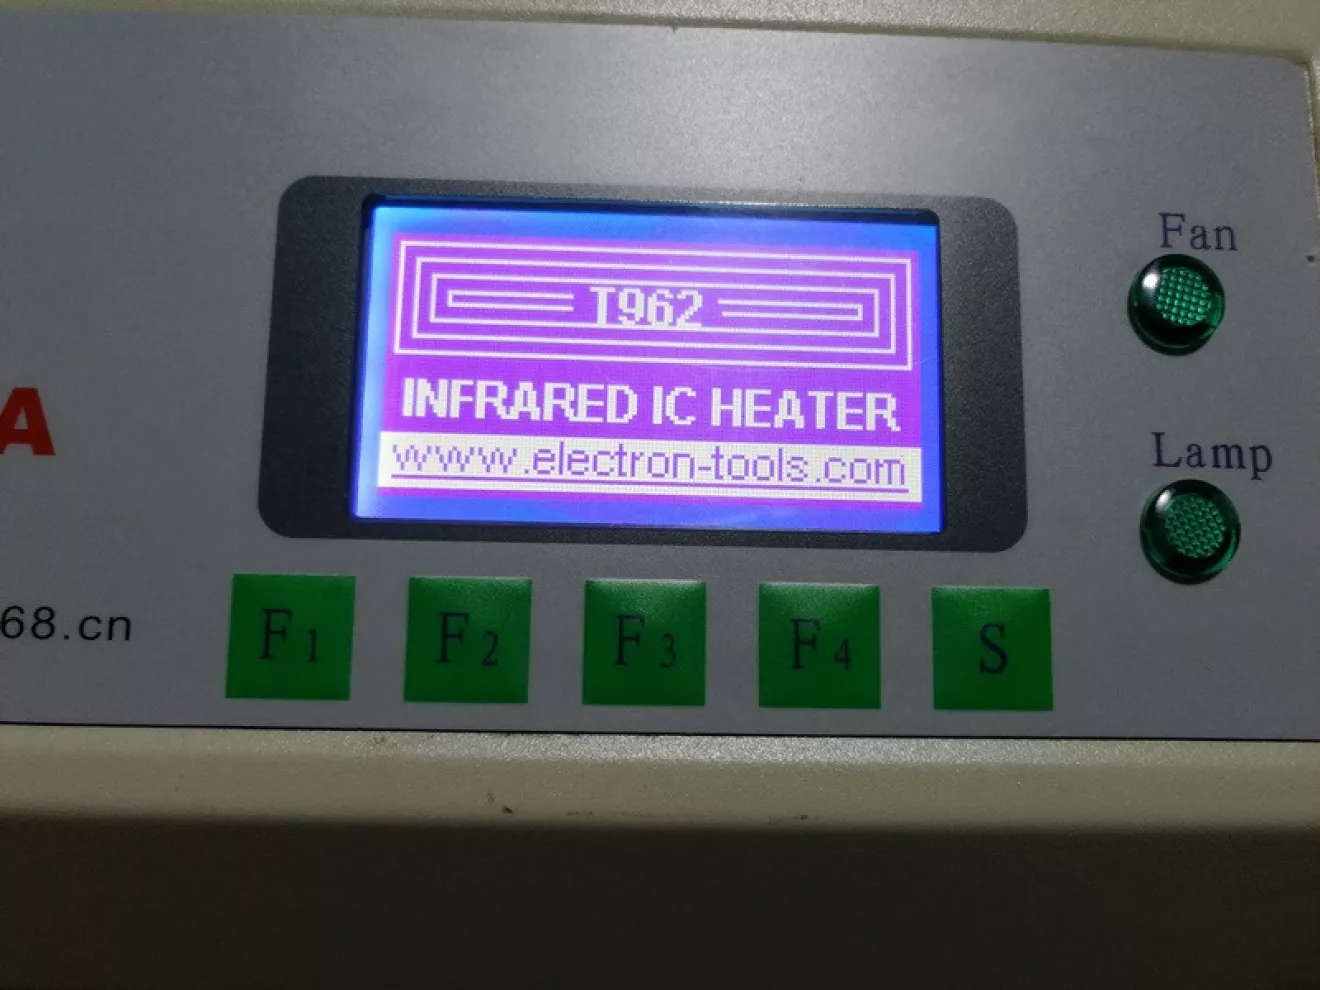 T962
INFRARED IC HEATER
www.electron-tools.com
Fan
Lamp
A
68.cn
F1 F2 F3 F4 S